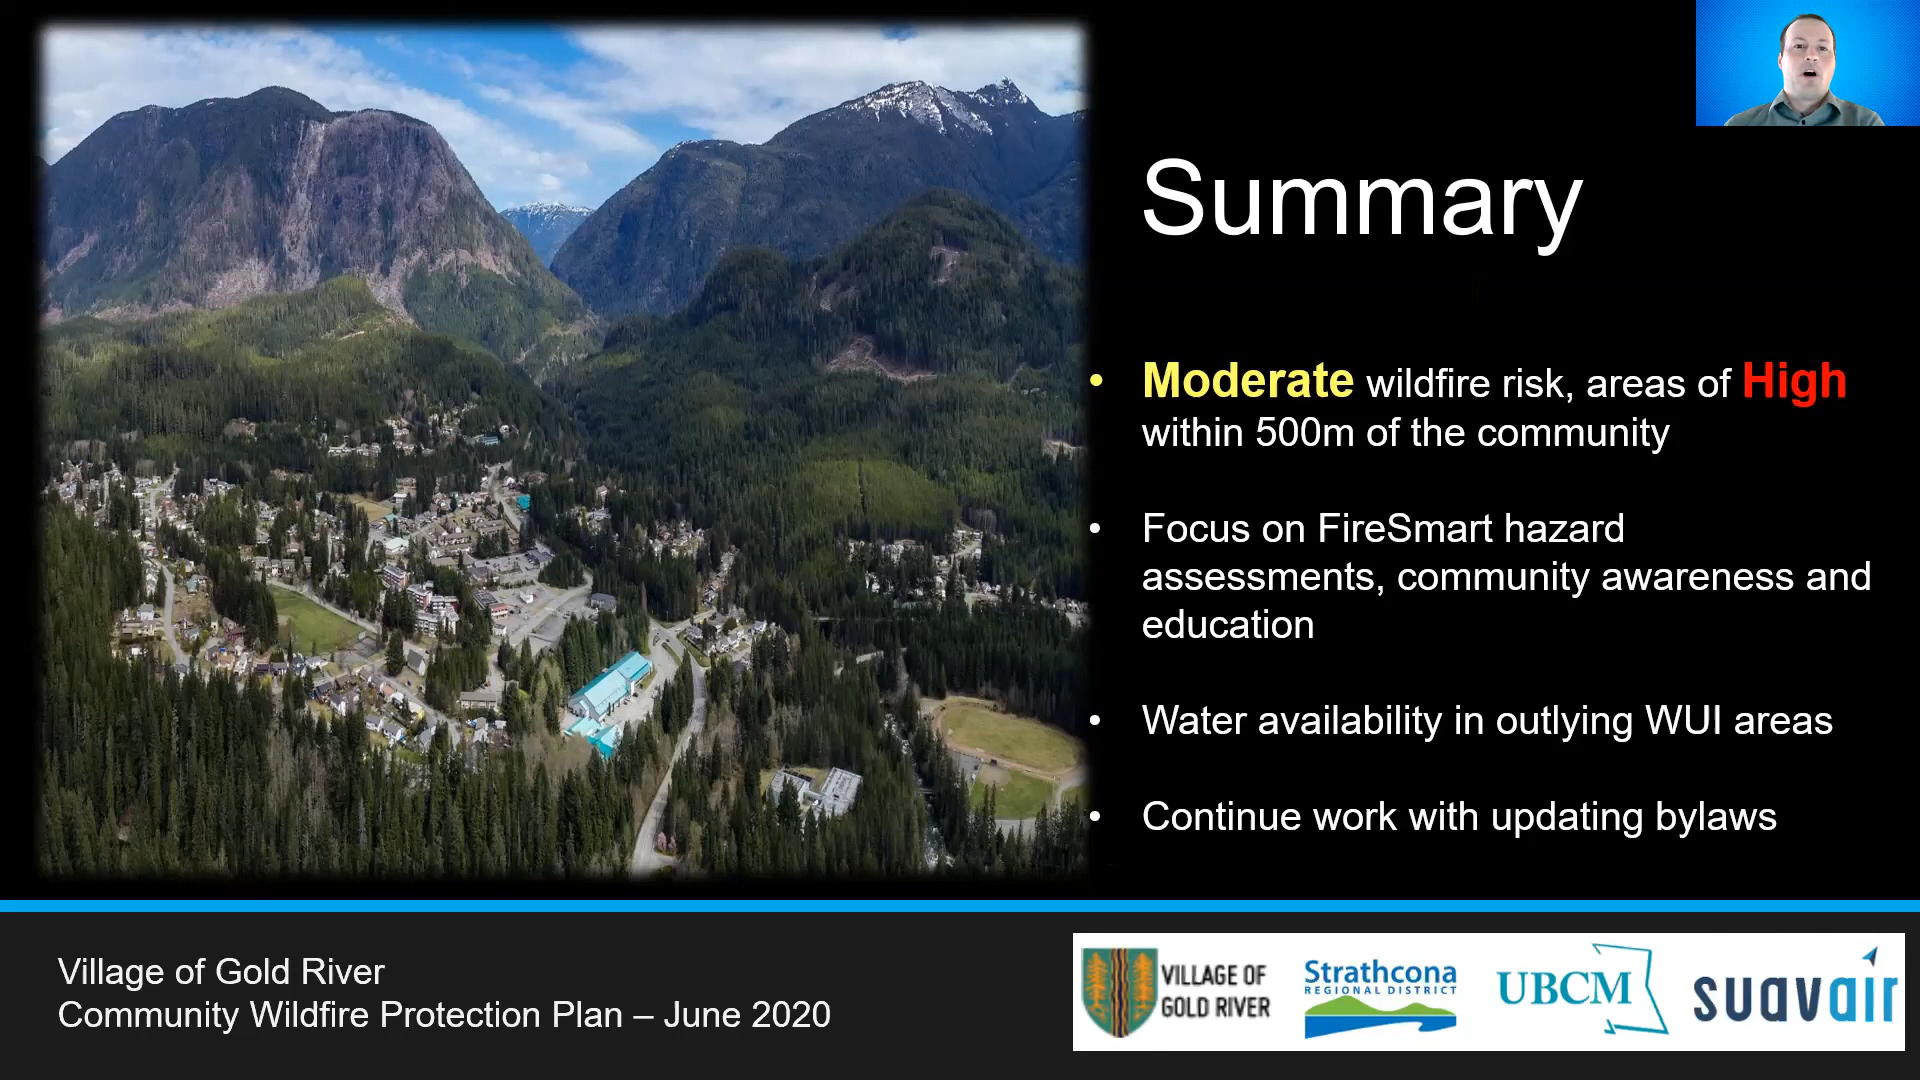 Summary
• Moderate wildfire risk, areas of High
within 500m of the community
• Focus on FireSmart hazard
assessments, community awareness and
education
• Water availability in outlying WUI areas
• Continue work with updating bylaws
Village of Gold River
Community Wildfire Protection Plan – June 2020
VILLAGE OF
GOLD RIVER
Strathcona
REGIONAL DISTRICT
UBCM
suavair